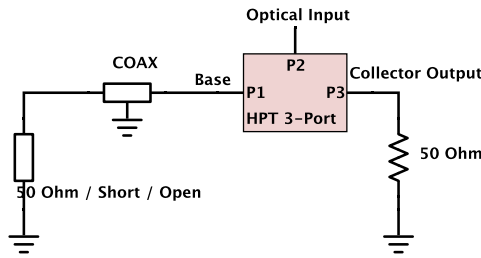 Optical Input
COAX
P2
Base
Collector Output
P1
P3
HPT 3-Port
50 Ohm
50 Ohm / Short / Open